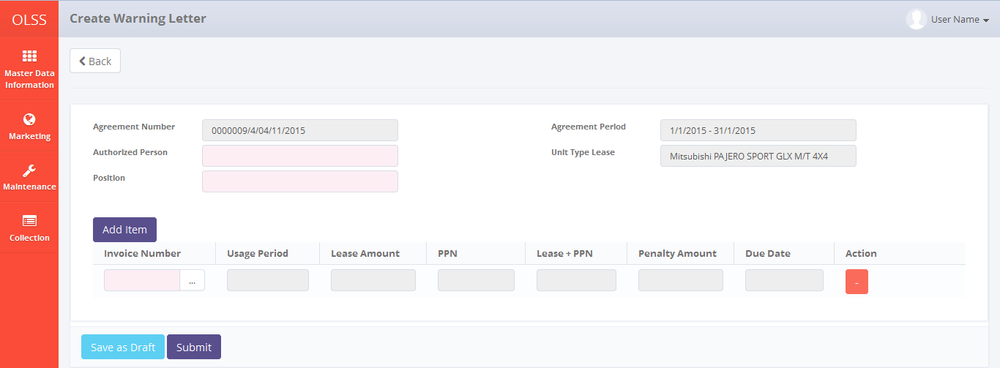 OLSS
Create Warning Letter
User Name
Back
Master Data
Information
Marketing
Maintenance
Collection
Agreement Number
0000009/4/04/11/2015
Agreement Period
1/1/2015 - 31/1/2015
Authorized Person
Unit Type Lease
Mitsubishi PAJERO SPORT GLX M/T 4X4
Position
Add Item
Invoice Number Usage Period Lease Amount PPN Lease + PPN Penalty Amount Due Date Action
... -
Save as Draft Submit